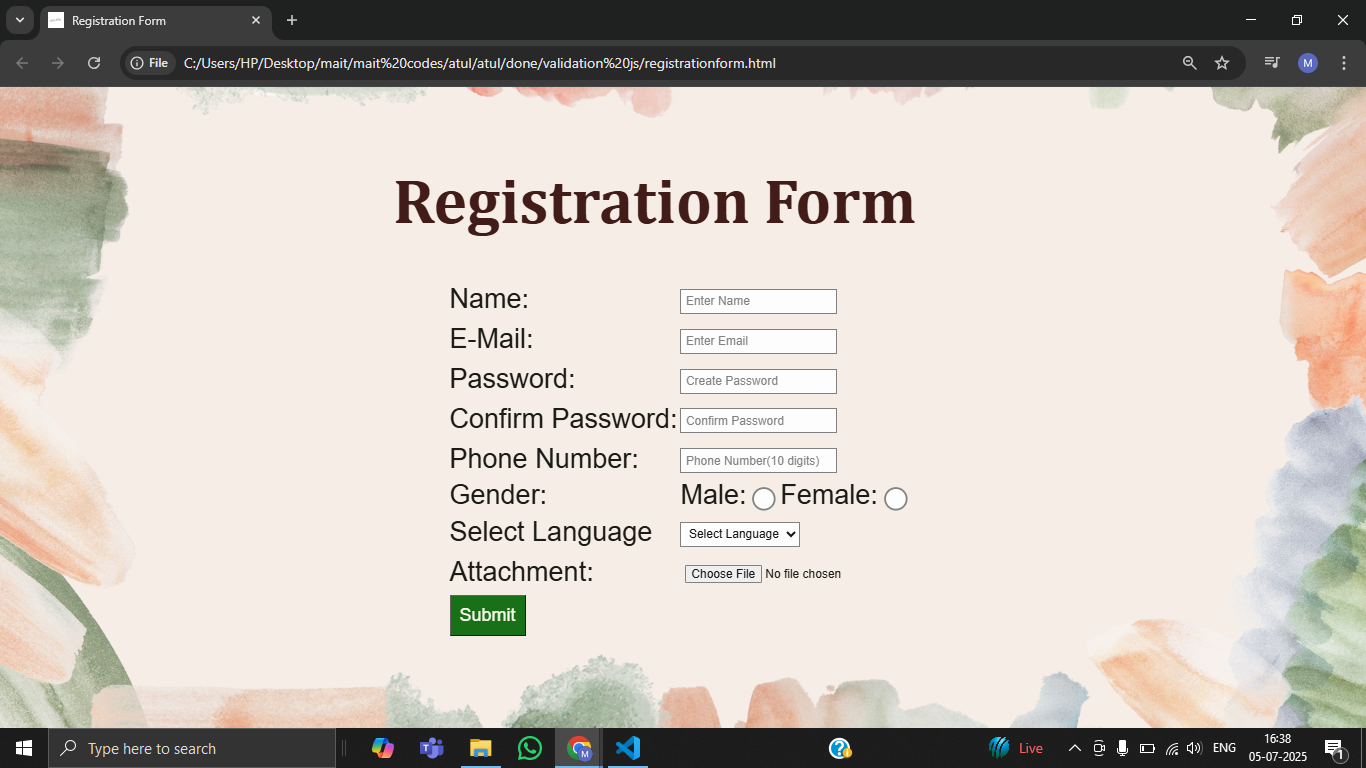 Registration Form
File C:/Users/HP/Desktop/mait/mait%20codes/atul/atul/done/validation%20js/registrationform.html M
Registration Form
Name: Enter Name
E-Mail: Enter Email
Password: Create Password
Confirm Password: Confirm Password
Phone Number: Phone Number(10 digits)
Gender: Male: Female:
Select Language Select Language
Attachment: Choose File No file chosen
Submit
Type here to search
Live
ENG
16:38
05-07-2025
1